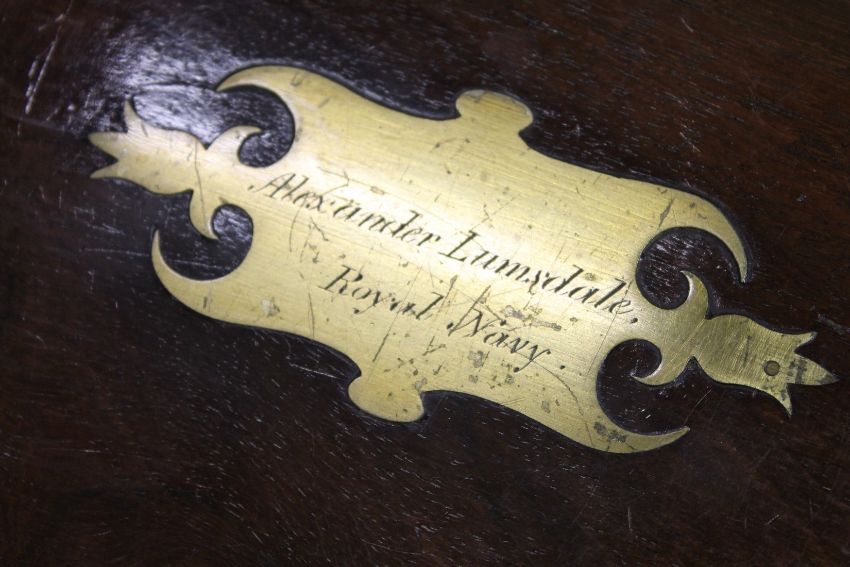 Alexander Lumsdale.
Royal Navy.